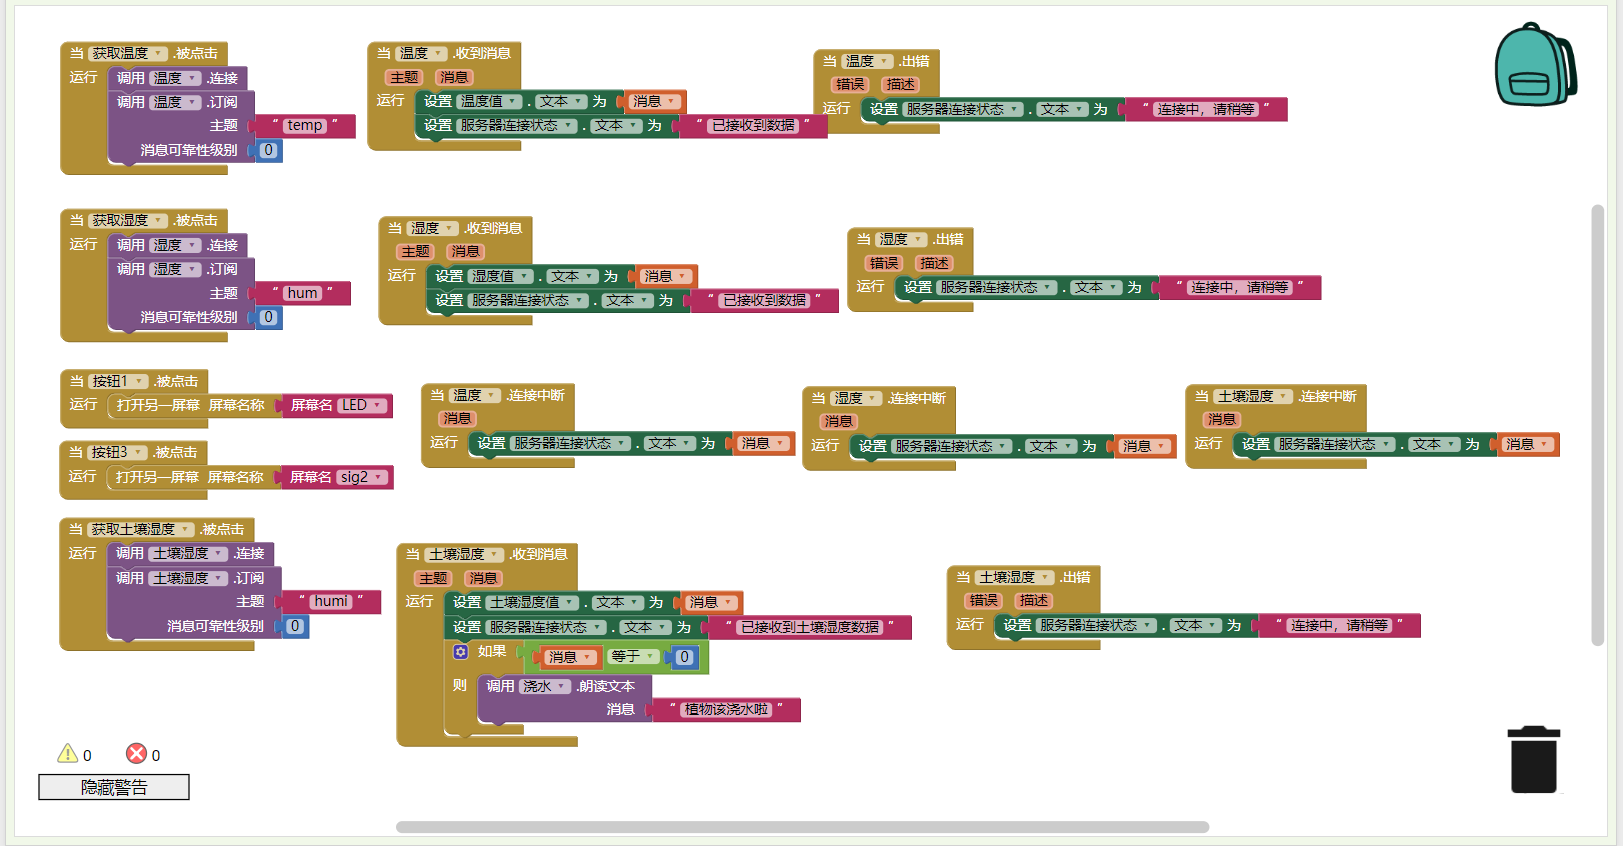 当 获取温度 .被点击
运行 调用 温度 .连接
调用 温度 .订阅
主题 “ temp ”
消息可靠性级别 0
当 温度 .收到消息
主题 消息
运行 设置 温度值 . 文本 为 消息
设置 服务器连接状态 . 文本 为 “ 已接收到数据 ”
当 温度 .出错
错误 描述
运行 设置 服务器连接状态 . 文本 为 “ 连接中，请稍等 ”
当 获取湿度 .被点击
运行 调用 湿度 .连接
调用 湿度 .订阅
主题 “ hum ”
消息可靠性级别 0
当 湿度 .收到消息
主题 消息
运行 设置 湿度值 . 文本 为 消息
设置 服务器连接状态 . 文本 为 “ 已接收到数据 ”
当 湿度 .出错
错误 描述
运行 设置 服务器连接状态 . 文本 为 “ 连接中，请稍等 ”
当 按钮1 .被点击
运行 打开另一屏幕 屏幕名称 屏幕名 LED
当 按钮3 .被点击
运行 打开另一屏幕 屏幕名称 屏幕名 sig2
当 温度 .连接中断
消息
运行 设置 服务器连接状态 . 文本 为 消息
当 湿度 .连接中断
消息
运行 设置 服务器连接状态 . 文本 为 消息
当 土壤湿度 .连接中断
消息
运行 设置 服务器连接状态 . 文本 为 消息
当 获取土壤湿度 .被点击
运行 调用 土壤湿度 .连接
调用 土壤湿度 .订阅
主题 “ humi ”
消息可靠性级别 0
当 土壤湿度 .收到消息
主题 消息
运行 设置 土壤湿度值 . 文本 为 消息
设置 服务器连接状态 . 文本 为 “ 已接收到土壤湿度数据 ”
如果 消息 等于 0
则 调用 浇水 .朗读文本
消息 “ 植物该浇水啦 ”
当 土壤湿度 .出错
错误 描述
运行 设置 服务器连接状态 . 文本 为 “ 连接中，请稍等 ”
0 0
隐藏警告